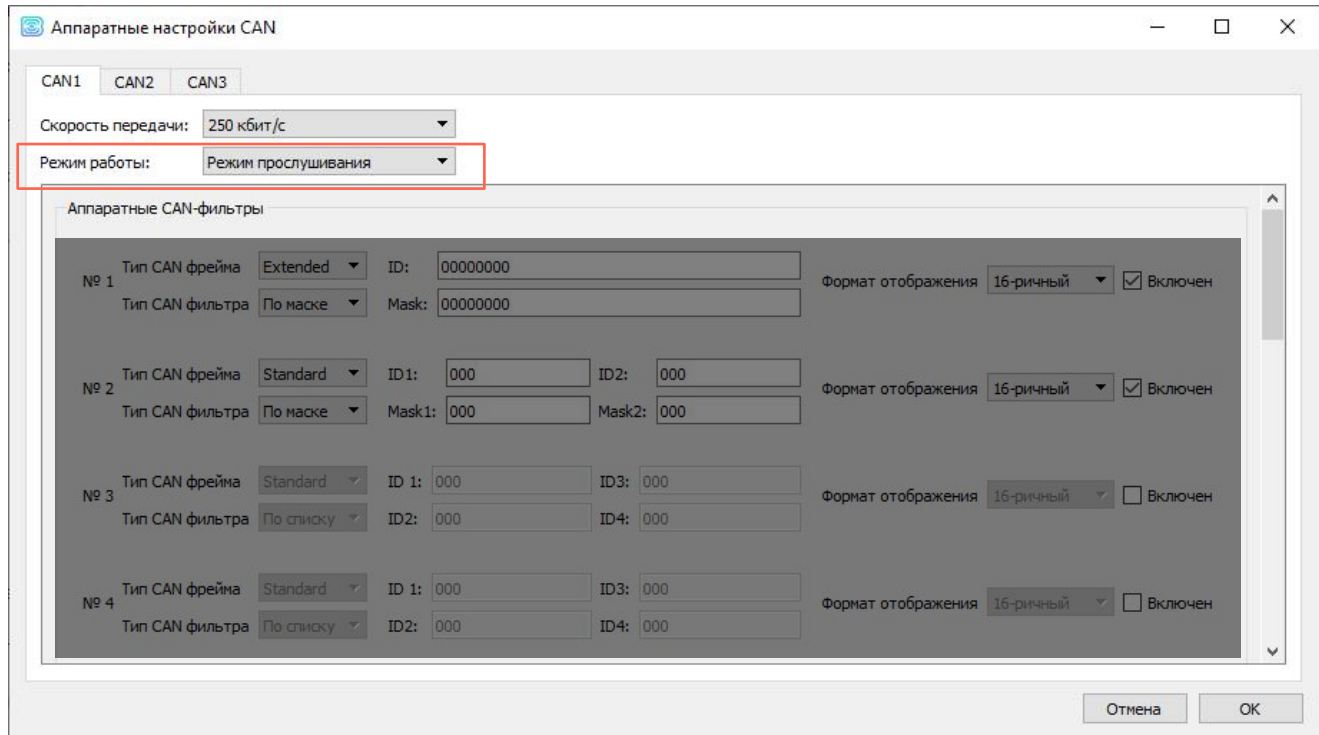 Аппаратные настройки CAN
CAN1 CAN2 CAN3
Скорость передачи: 250 кбит/с
Режим работы: Режим прослушивания
Аппаратные CAN-фильтры
№ 1
Тип CAN фрейма Extended ID: 00000000
Тип CAN фильтра По маске Mask: 00000000
Формат отображения 16-ричный Включен
№ 2
Тип CAN фрейма Standard ID1: 000 ID2: 000
Тип CAN фильтра По маске Mask1: 000 Mask2: 000
Формат отображения 16-ричный Включен
№ 3
Тип CAN фрейма Standard ID 1: 000 ID3: 000
Тип CAN фильтра По списку ID2: 000 ID4: 000
Формат отображения 16-ричный Включен
№ 4
Тип CAN фрейма Standard ID 1: 000 ID3: 000
Тип CAN фильтра По списку ID2: 000 ID4: 000
Формат отображения 16-ричный Включен
Отмена OK